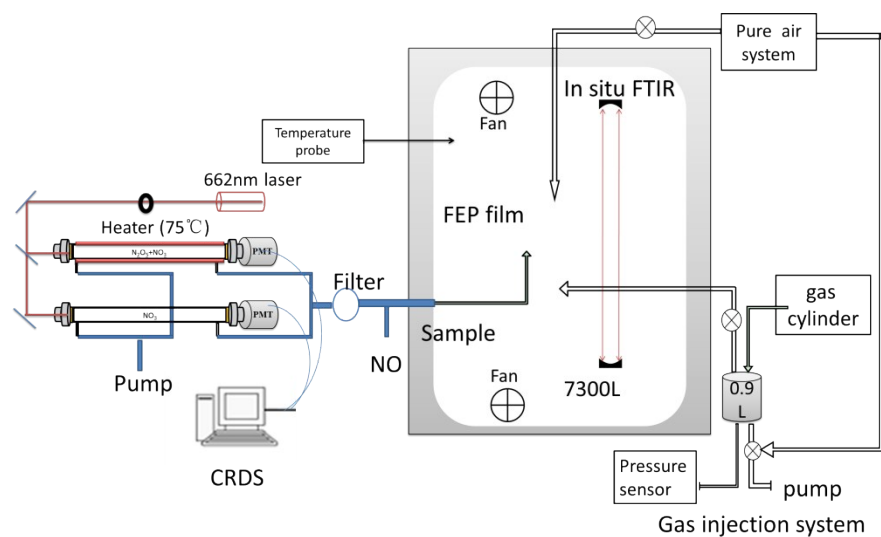 Pure air
system
In situ FTIR
Fan
Temperature
probe
662nm laser
Heater (75℃)
FEP film
N₂O₅+NO₃
PMT
Filter
gas
cylinder
NO₃
PMT
Sample
NO
Pump
Fan
7300L
0.9
L
CRDS
Pressure
sensor
pump
Gas injection system